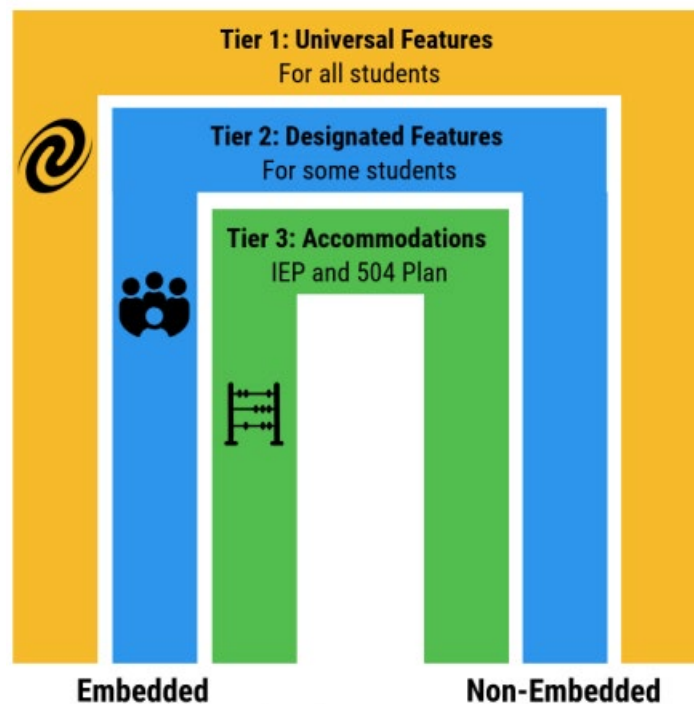 Tier 1: Universal Features
For all students
Tier 2: Designated Features
For some students
Tier 3: Accommodations
IEP and 504 Plan
Embedded
Non-Embedded